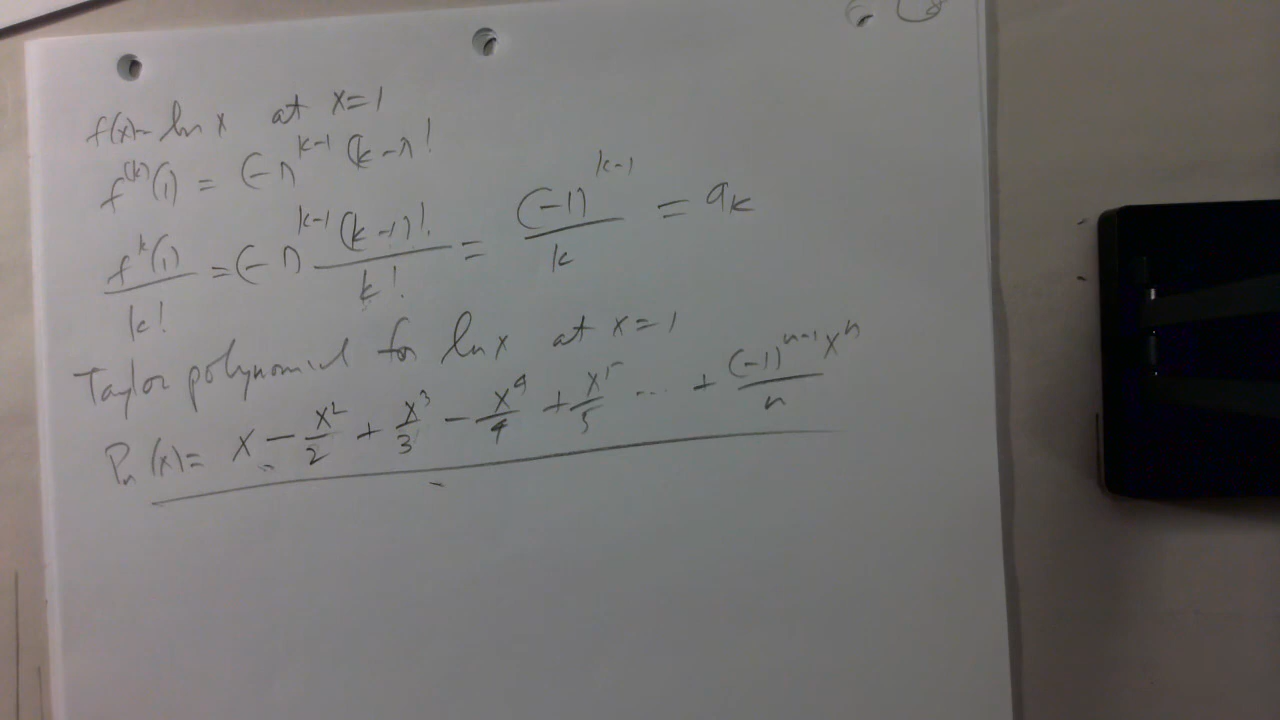 f(x) = ln x at x=1
f^(k)(1) = (-1)^k-1 (k-1)!
f^k(1)/k! = (-1)^k-1 (k-1)!/k! = (-1)^k-1/k = a_k
Taylor polynomial for ln x at x=1
P_n(x) = x - x^2/2 + x^3/3 - x^4/4 + x^5/5 ... + (-1)^n-1 x^n/n